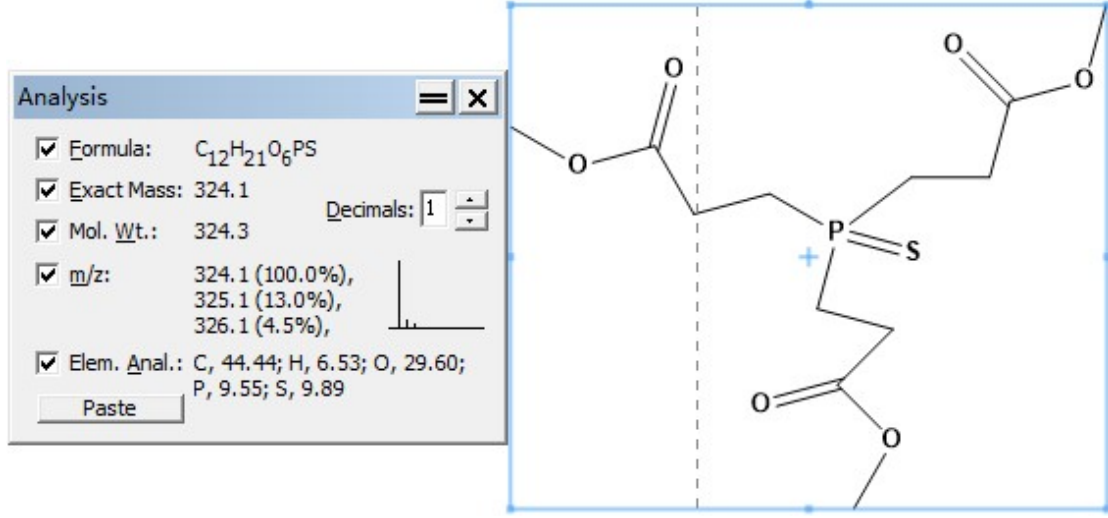 Analysis
Formula: C12H21O6PS
Exact Mass: 324.1
Decimals: 1
Mol. Wt.: 324.3
m/z: 324.1 (100.0%),
325.1 (13.0%),
326.1 (4.5%),
Elem. Anal.: C, 44.44; H, 6.53; O, 29.60;
P, 9.55; S, 9.89
Paste
O
O
O
O
P
S
O
O